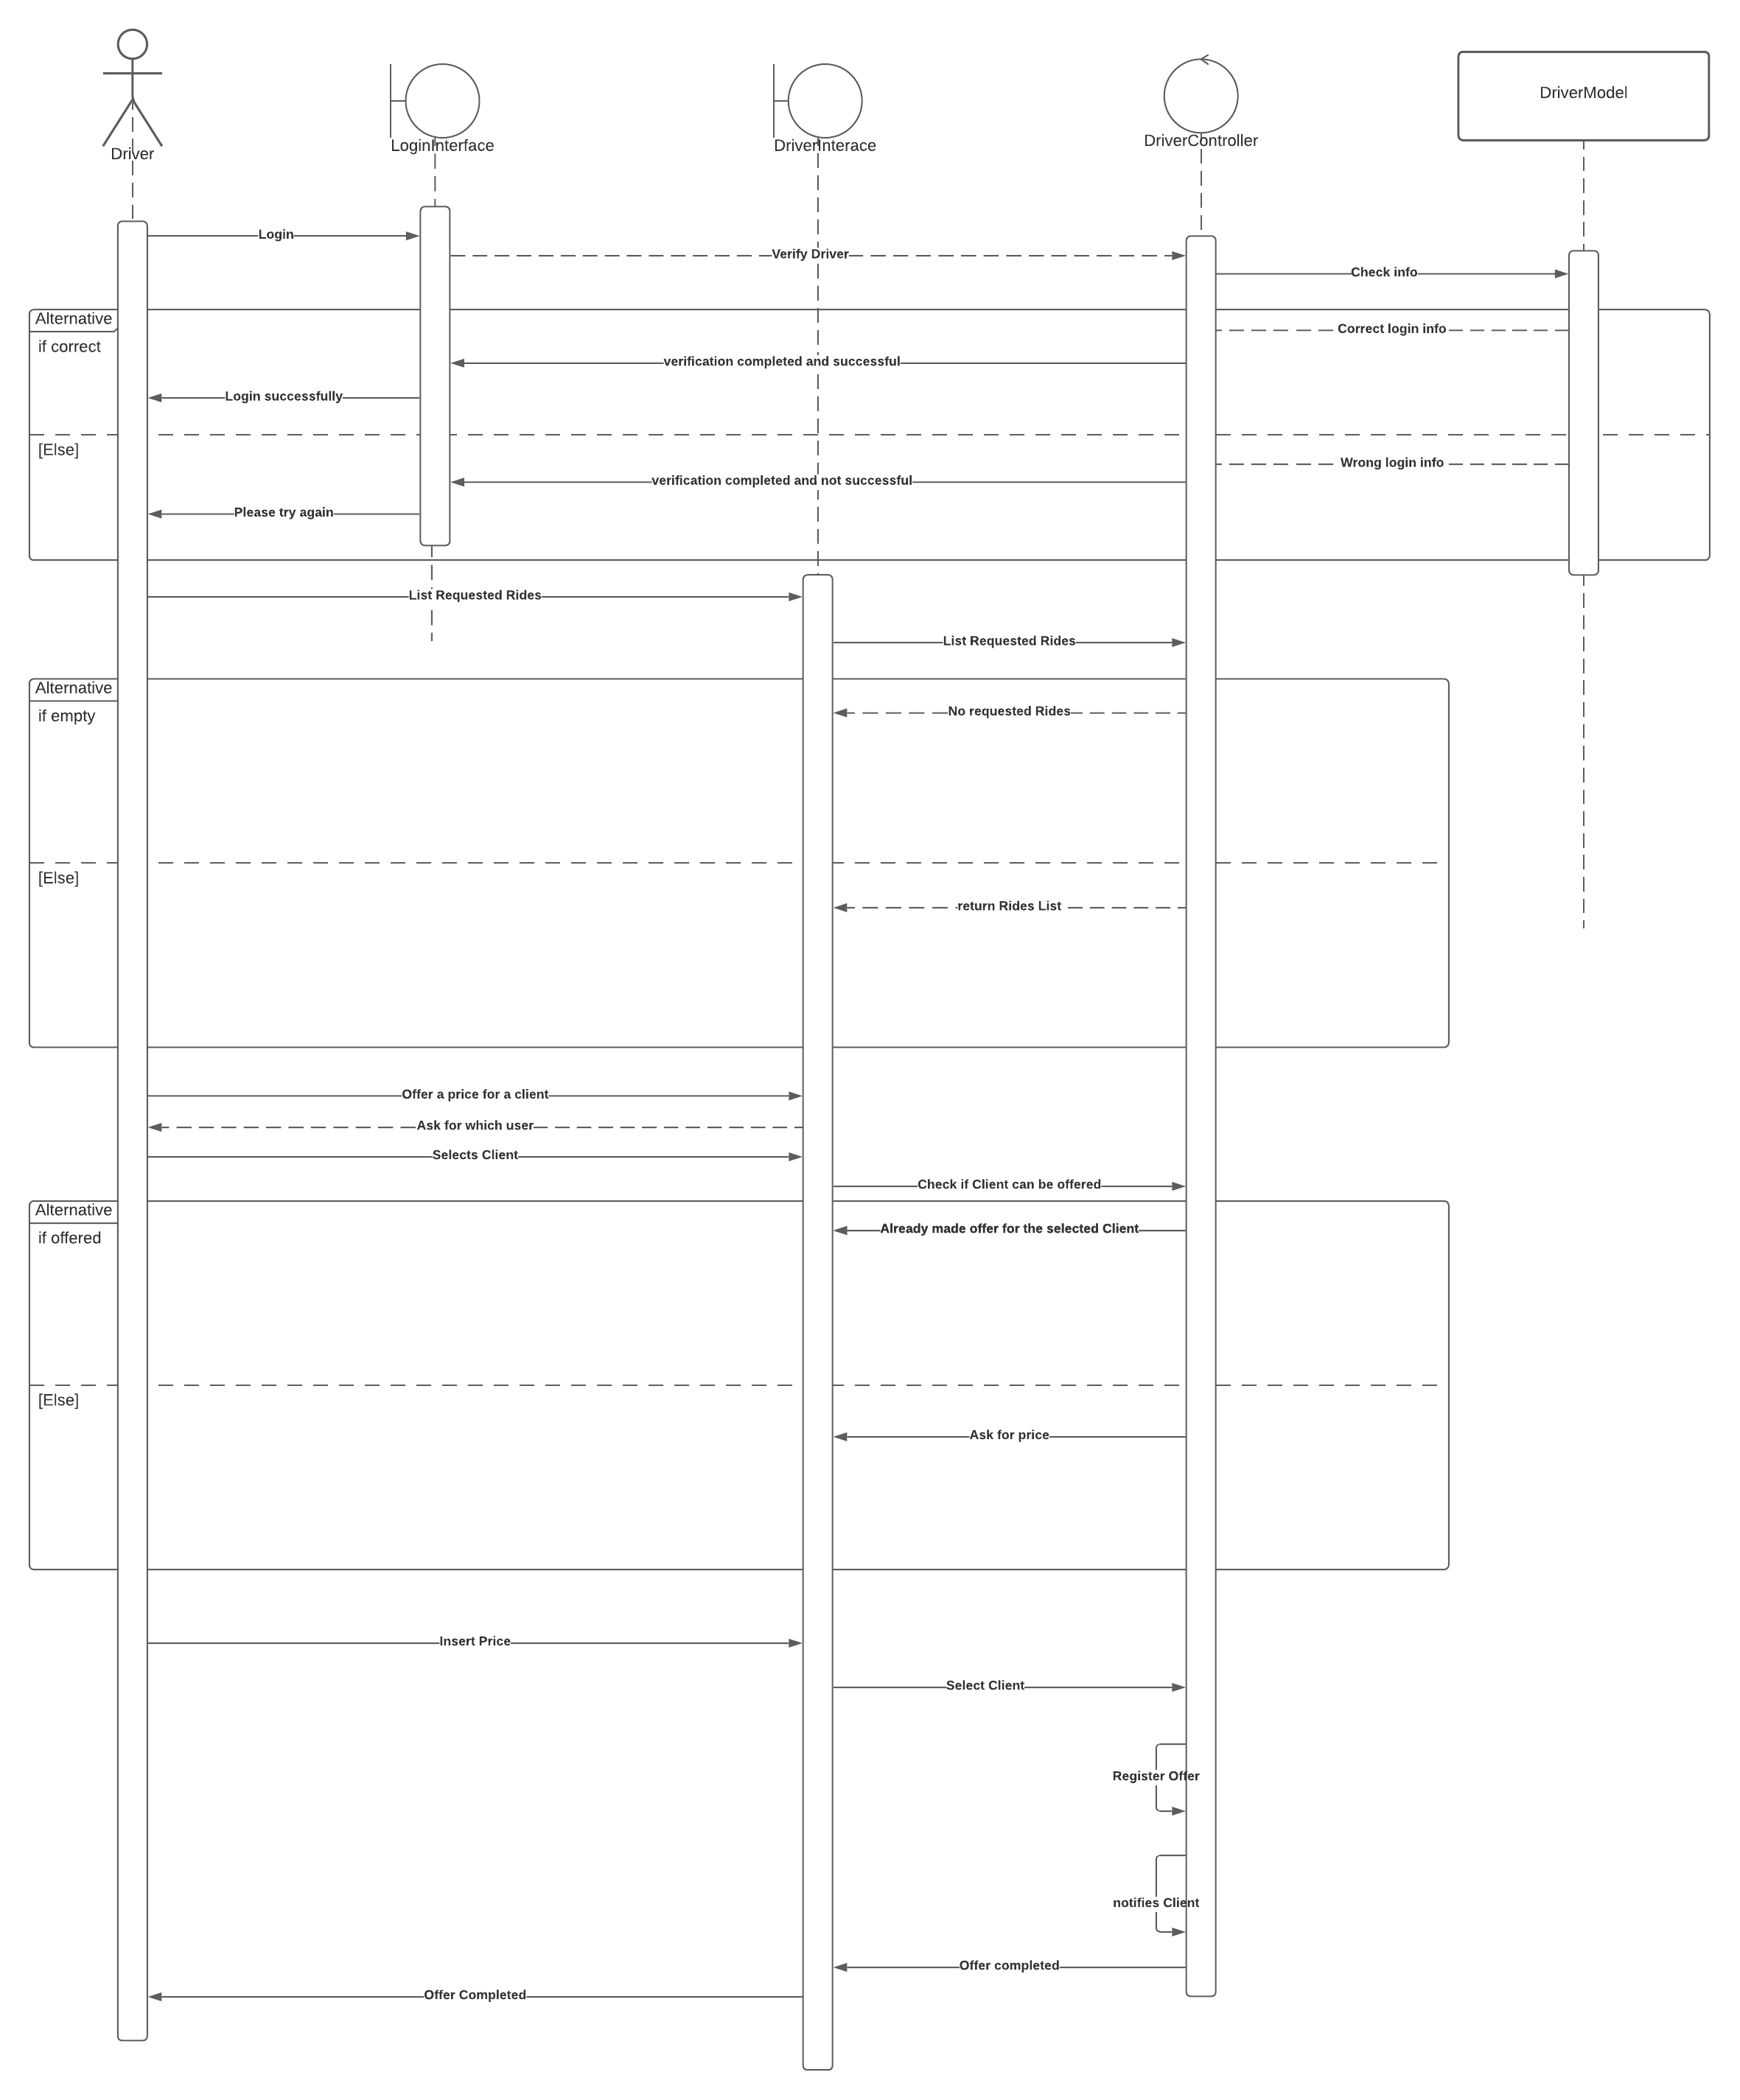 Driver
LoginInterface
DriverInterace
DriverController
DriverModel
Login
Verify Driver
Check info
Alternative
if correct
Correct login info
verification completed and successful
Login successfully
[Else]
Wrong login info
verification completed and not successful
Please try again
List Requested Rides
List Requested Rides
Alternative
if empty
No requested Rides
[Else]
return Rides List
Offer a price for a client
Ask for which user
Selects Client
Check if Client can be offered
Alternative
if offered
Already made offer for the selected Client
[Else]
Ask for price
Insert Price
Select Client
Register Offer
notifies Client
Offer completed
Offer Completed